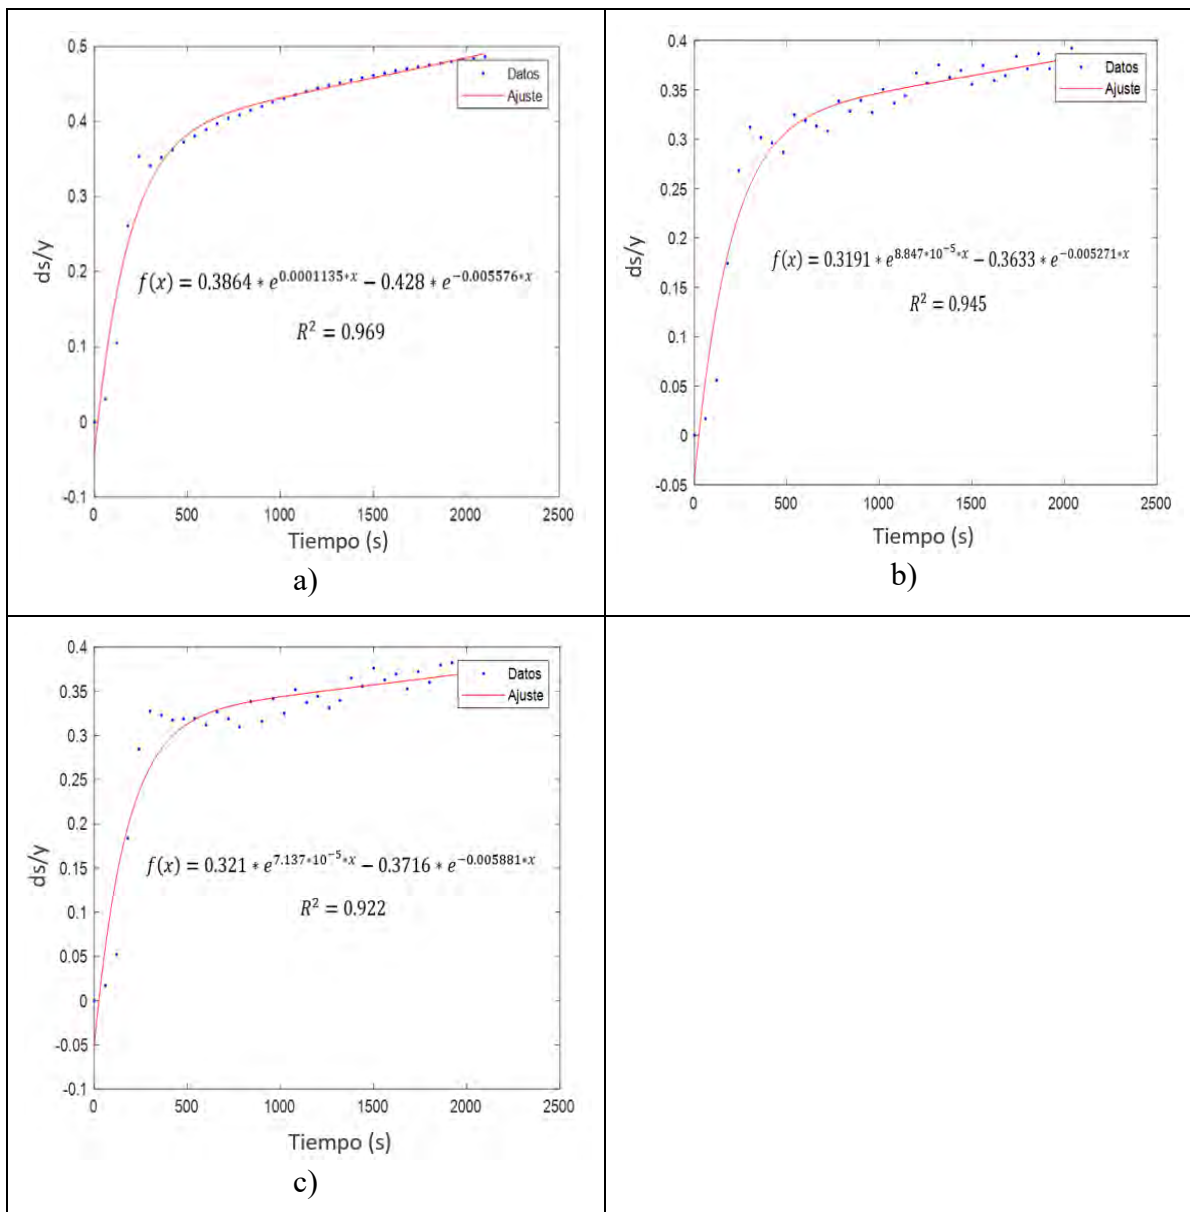 0.5
0.4
0.3
0.2
0.1
0
-0.1
ds/y
Datos
Ajuste
f(x) = 0.3864 * e^{0.0001135*x} − 0.428 * e^{−0.005576*x}
R² = 0.969
0 500 1000 1500 2000 2500
Tiempo (s)
a)
0.4
0.35
0.3
0.25
0.2
0.15
0.1
0.05
0
-0.05
ds/y
Datos
Ajuste
f(x) = 0.3191 * e^{8.847*10^{-5}*x} − 0.3633 * e^{−0.005271*x}
R² = 0.945
0 500 1000 1500 2000 2500
Tiempo (s)
b)
0.4
0.35
0.3
0.25
0.2
0.15
0.1
0.05
0
-0.05
-0.1
ds/y
Datos
Ajuste
f(x) = 0.321 * e^{7.137*10^{-5}*x} − 0.3716 * e^{−0.005881*x}
R² = 0.922
0 500 1000 1500 2000 2500
Tiempo (s)
c)